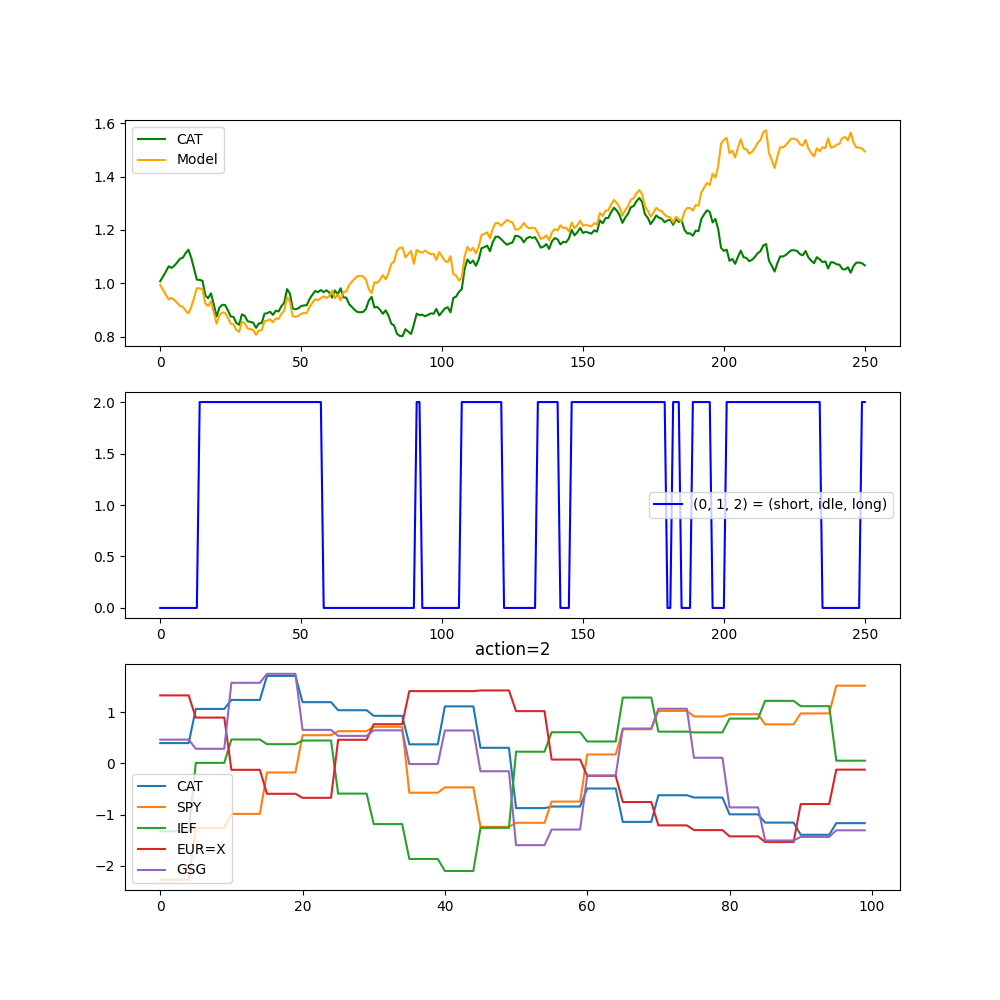 1.6
1.4
1.2
1.0
0.8
CAT
Model
0 50 100 150 200 250
2.0
1.5
1.0
0.5
0.0
(0, 1, 2) = (short, idle, long)
0 50 100 150 200 250
action=2
1
0
−1
−2
CAT
SPY
IEF
EUR=X
GSG
0 20 40 60 80 100